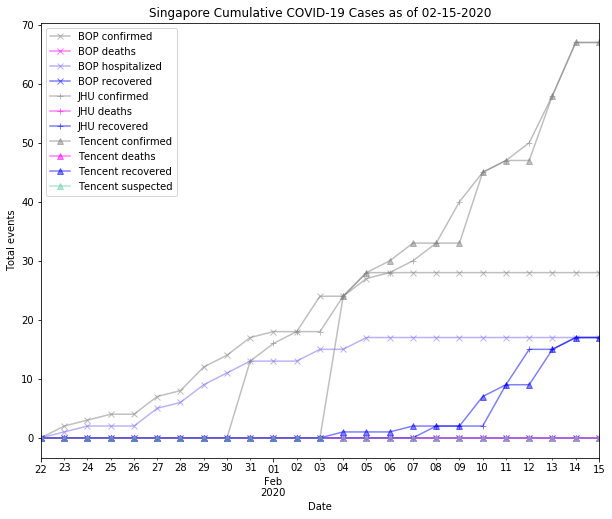 Singapore Cumulative COVID-19 Cases as of 02-15-2020
70
60
50
40
30
20
10
0
Total events
BOP confirmed
BOP deaths
BOP hospitalized
BOP recovered
JHU confirmed
JHU deaths
JHU recovered
Tencent confirmed
Tencent deaths
Tencent recovered
Tencent suspected
22 23 24 25 26 27 28 29 30 31 01 02 03 04 05 06 07 08 09 10 11 12 13 14 15
Feb
2020
Date